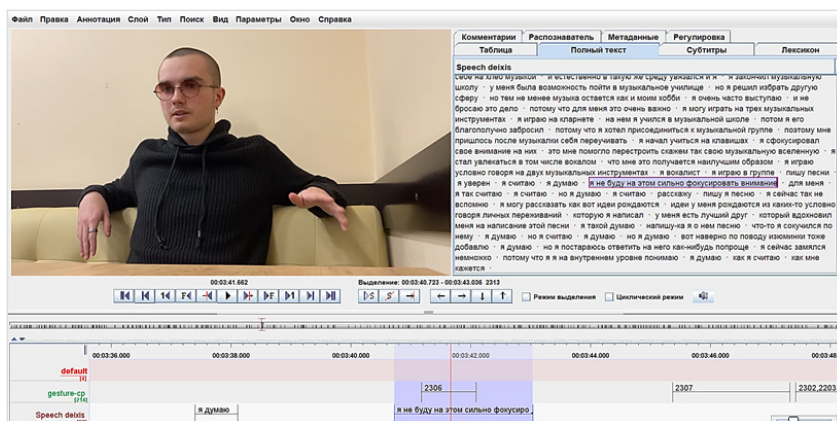 Файл Правка Аннотация Слой Тип Поиск Вид Параметры Окно Справка
Комментарии Распознаватель Метаданные Регулировка
Таблица Полный текст Субтитры Лексикон
Speech deixis
себе на хлеб музыкой · и естественно в такую же среду увязался и я · я закончил музыкальную
школу · у меня была возможность пойти в музыкальное училище · но я решил избрать другую
сферу · но тем не менее музыка остается как и моим хобби · я очень часто выступаю · и не
бросаю это дело · потому что для меня это очень важно · я могу играть на трех музыкальных
инструментах · я играю на кларнете · на нем я учился в музыкальной школе · потом я его
благополучно забросил · потому что я хотел присоединиться к музыкальной группе · поэтому мне
пришлось после музыкалки себя переучивать · я начал учиться на клавишах · я сфокусировал
свое внимание на них · это мне помогло перестроить скажем так свою музыкальную вселенную · я
стал увлекаться в том числе вокалом · что мне это получается наилучшим образом · я играю
условно говоря на двух музыкальных инструментах · я вокалист · я играю в группе · пишу песни ·
я уверен · я считаю · я думаю · я не буду на этом сильно фокусировать внимание · для меня ·
я так считаю · я считаю · но я думаю · я считаю · расскажу · пишу я песню · я сейчас так не
вспомню · я могу рассказать как вот идеи рождаются · идеи у меня рождаются из каких-то условно
говоря личных переживаний · которую я написал · у меня есть лучший друг · который вдохновил
меня на написание этой песни · я такой думаю · напишу-ка я о нем песню · что-то я сокучился по
нему · я думаю · но я считаю · я думаю · но я думаю · вот наверно по поводу изюминки тоже
добавлю · я думаю · но я постараюсь ответить на него как-нибудь попроще · я сейчас замялся
немножко · потому что я я на внутреннем уровне понимаю · я думаю · как я считаю · как мне
кажется ·
00:03:41.662 Выделение: 00:03:40.723 - 00:03:43.036 2313
Режим выделения Циклический режим
00:03:36.000 00:03:38.000 00:03:40.000 00:03:42.000 00:03:44.000 00:03:46.000 00:03:48
default
gesture-cp 2306 2307 2302,2203
Speech deixis я думаю я не буду на этом сильно фокусиро